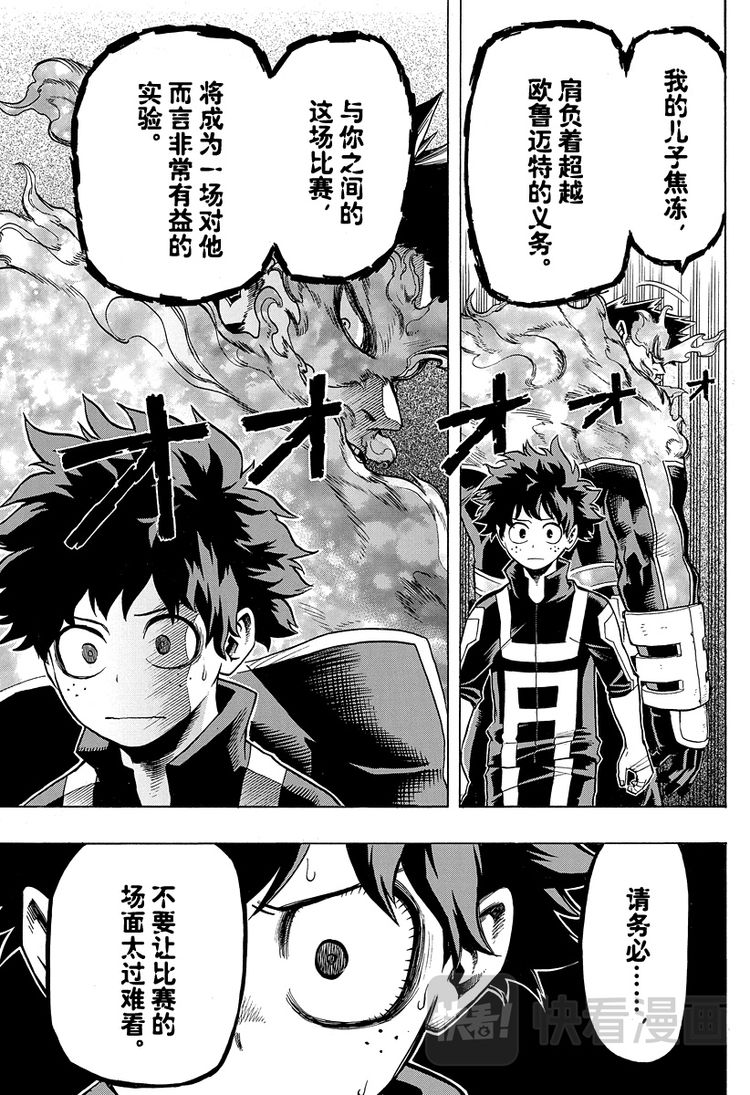 我的儿子焦冻，
肩负着超越
欧鲁迈特的义务。
与你之间的
这场比赛，
将成为一场对他
而言非常有益的
实验。
オオオオオ
请务必……，
不要让比赛的
场面太过难看。
快看！
快看漫画